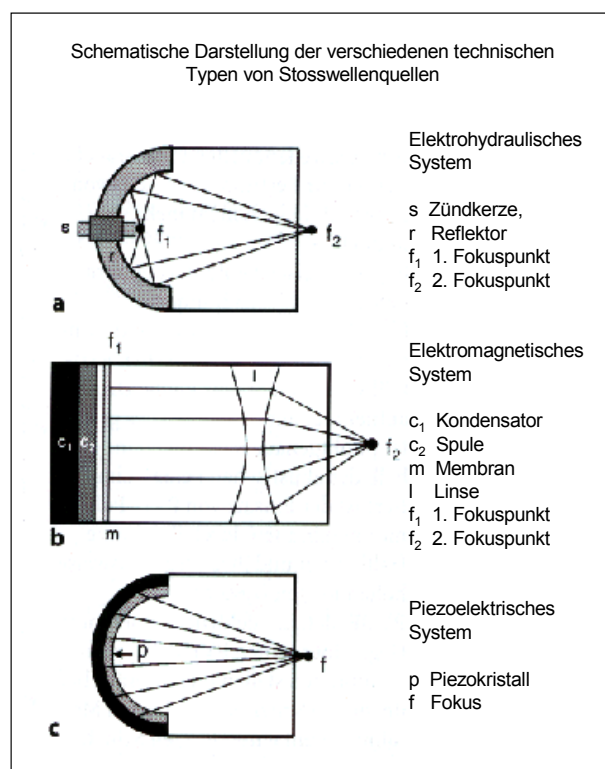 Schematische Darstellung der verschiedenen technischen
Typen von Stosswellenquellen
Elektrohydraulisches
System
s Zündkerze,
r Reflektor
f₁ 1. Fokuspunkt
f₂ 2. Fokuspunkt
s
f₁
r
f₂
a
Elektromagnetisches
System
c₁ Kondensator
c₂ Spule
m Membran
l Linse
f₁ 1. Fokuspunkt
f₂ 2. Fokuspunkt
f₁
l
c₁ c₂
f₂
b
m
Piezoelektrisches
System
p Piezokristall
f Fokus
p
f
c